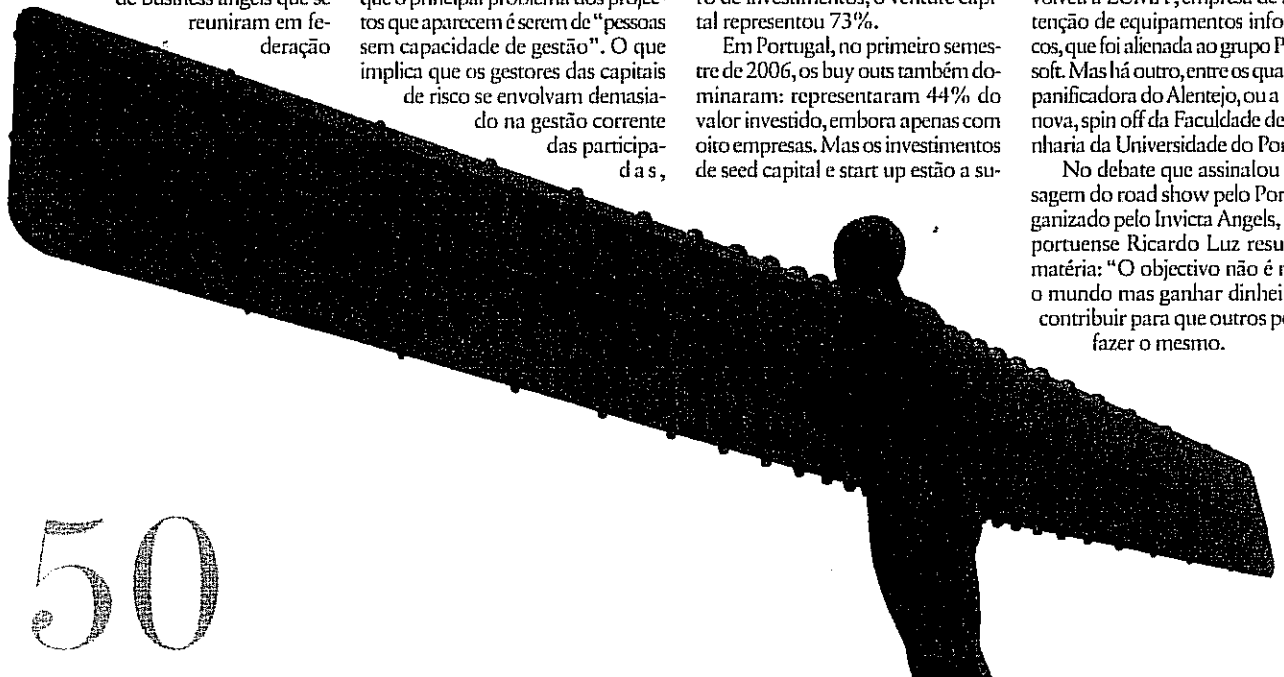 de business angels que se
reuniram em fe-
deração
que o principal problema dos projec-
tos que aparecem é serem de "pessoas
sem capacidade de gestão". O que
implica que os gestores das capitais
de risco se envolvam demasia-
do na gestão corrente
das participa-
das,
ro de investimentos, o venture capi-
tal representou 73%.
Em Portugal, no primeiro semes-
tre de 2006, os buy outs também do-
minaram: representaram 44% do
valor investido, embora apenas com
oito empresas. Mas os investimentos
de seed capital e start up estão a su-
empresa de
tenção de equipamentos info
cos, que foi alienada ao grupo P
soft. Mas há outro, entre os qua
panificadora do Alentejo, ou a
nova, spin off da Faculdade de
nharia da Universidade do Por
No debate que assinalou
sagem do road show pelo Por
ganizado pelo Invicta Angels,
portuense Ricardo Luz resu
matéria: "O objectivo não é
o mundo mas ganhar dinhei
contribuir para que outros p
fazer o mesmo.
50